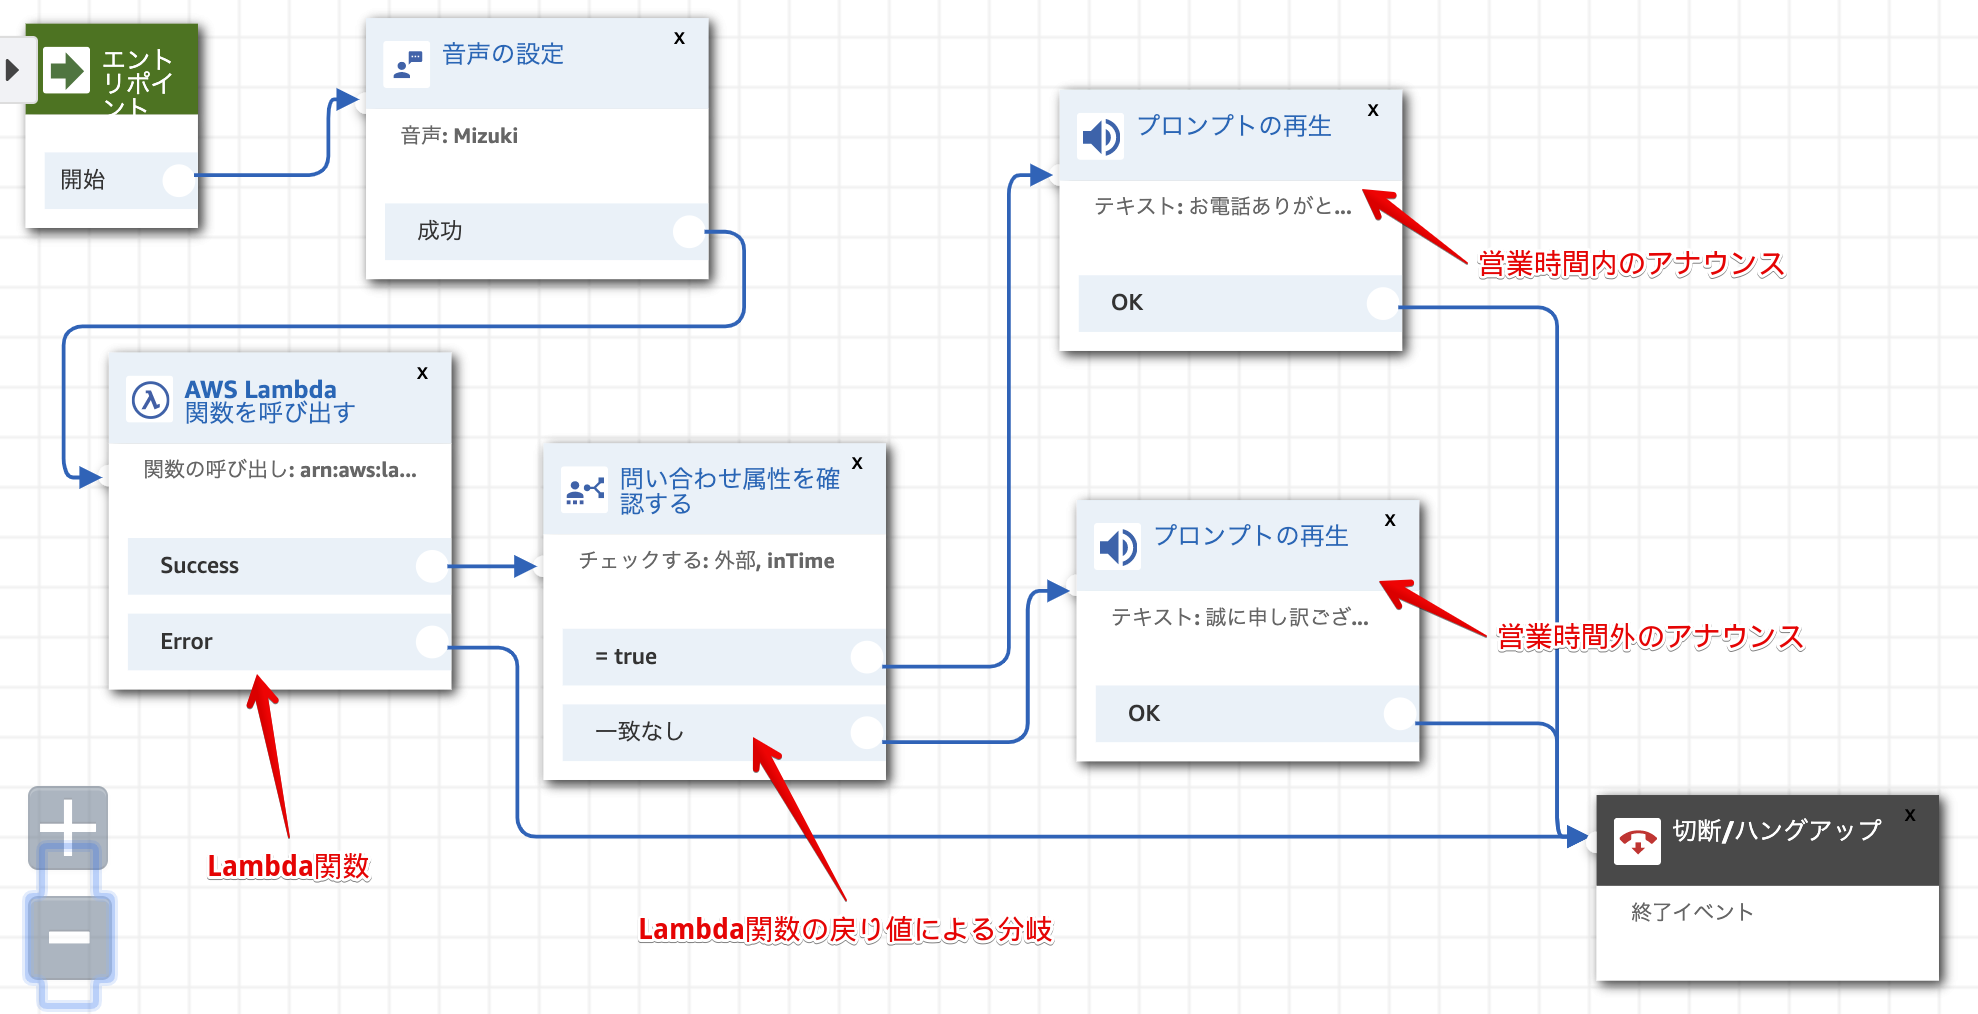 エント
リポイ
ント
開始
音声の設定
X
音声: Mizuki
成功
プロンプトの再生
X
テキスト: お電話ありがと...
OK
営業時間内のアナウンス
AWS Lambda
関数を呼び出す
X
関数の呼び出し: arn:aws:la...
Success
Error
Lambda関数
問い合わせ属性を確
認する
X
チェックする: 外部, inTime
= true
一致なし
Lambda関数の戻り値による分岐
プロンプトの再生
X
テキスト: 誠に申し訳ござ...
OK
営業時間外のアナウンス
切断/ハングアップ
X
終了イベント